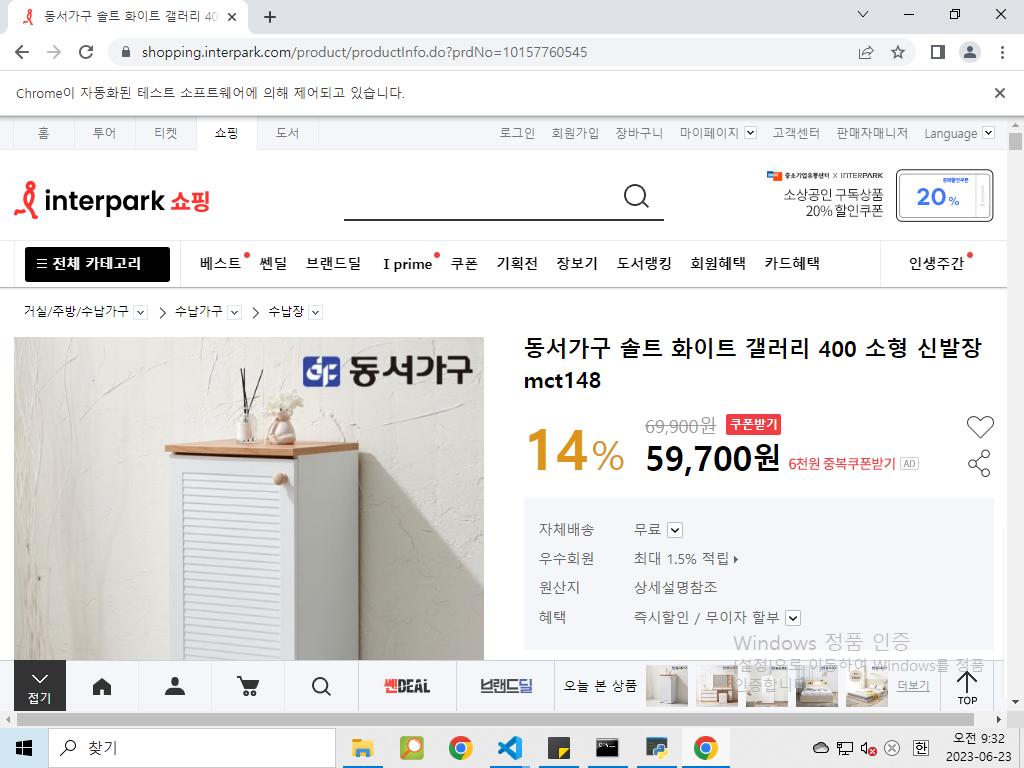 동서가구 솔트 화이트 갤러리 40
shopping.interpark.com/product/productInfo.do?prdNo=10157760545
Chrome이 자동화된 테스트 소프트웨어에 의해 제어되고 있습니다.
홈 투어 티켓 쇼핑 도서 로그인 회원가입 장바구니 마이페이지 고객센터 판매자매니저 Language
중소기업유통센터 X INTERPARK
interpark 쇼핑
소상공인 구독상품
20% 할인쿠폰
20%
전체 카테고리 베스트 쎈딜 브랜드딜 I prime 쿠폰 기획전 장보기 도서랭킹 회원혜택 카드혜택 인생주간
거실/주방/수납가구 수납가구 수납장
동서가구
동서가구 솔트 화이트 갤러리 400 소형 신발장
mct148
14%
69,900원 쿠폰받기
59,700원 6천원 중복쿠폰받기 AD
자체배송 무료
우수회원 최대 1.5% 적립
원산지 상세설명참조
혜택 즉시할인 / 무이자 할부
Windows 정품 인증
[설정]으로 이동하여 Windows를 정품
인증합니다.
접기
쎈DEAL
브랜드딜
오늘 본 상품
더보기
TOP
찾기
오전 9:32
2023-06-23
한